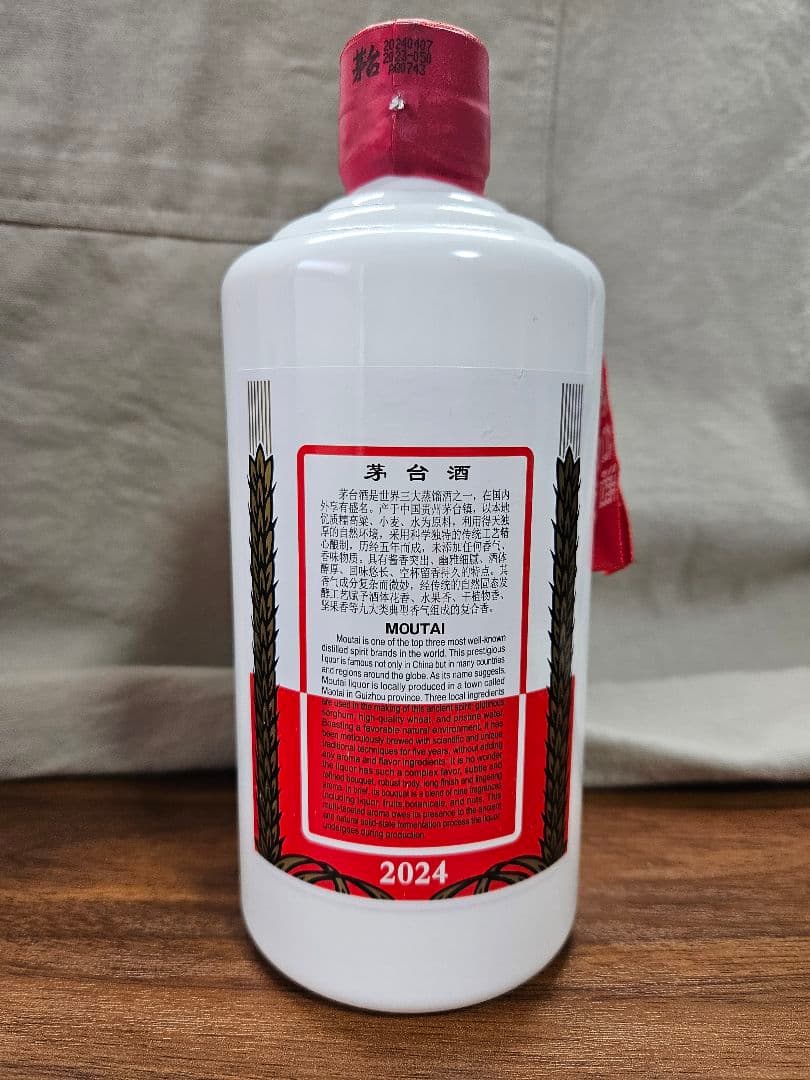 茅台
20240407
2023-050
茅台酒
茅台酒是世界三大蒸馏酒之一，在国内
外享有盛名。产于中国贵州茅台镇，以本地
优质糯高粱、小麦、水为原料，利用得天独
厚的自然环境，采用科学独特的传统工艺精
心酿制，历经五年而成，未添加任何香气、
香味物质。具有酱香突出、幽雅细腻、酒体
醇厚、回味悠长、空杯留香持久的特点。其
香气成分复杂而微妙，经传统的自然固态发
酵工艺赋予酒体花香、水果香、干植物香、
坚果香等九大类典型香气组成的复合香。
MOUTAI
Moutai is one of the top three most well-known
distilled spirit brands in the world. This prestigious
liquor is famous not only in China but in many countries
and regions around the globe. As its name suggests,
Moutai liquor is locally produced in a town called
Maotai in Guizhou province. Three local ingredients
are used in the making of this ancient spirit: glutinous
sorghum, high-quality wheat, and pristine water.
Boasting a favorable natural environment, it has
been meticulously brewed with scientific and unique
traditional techniques for five years, without adding
any aroma and flavor ingredients. It is no wonder
the liquor has such a complex favor, subtle and
refined bouquet, robust body, long finish and lingering
aroma. In brief, its bouquet is a blend of nine fragrances
including liquor, fruits, botanicals, and nuts. This
multi-faceted aroma owes its presence to the ancient
and natural solid-state fermentation process the liquor
undergoes during production.
2024